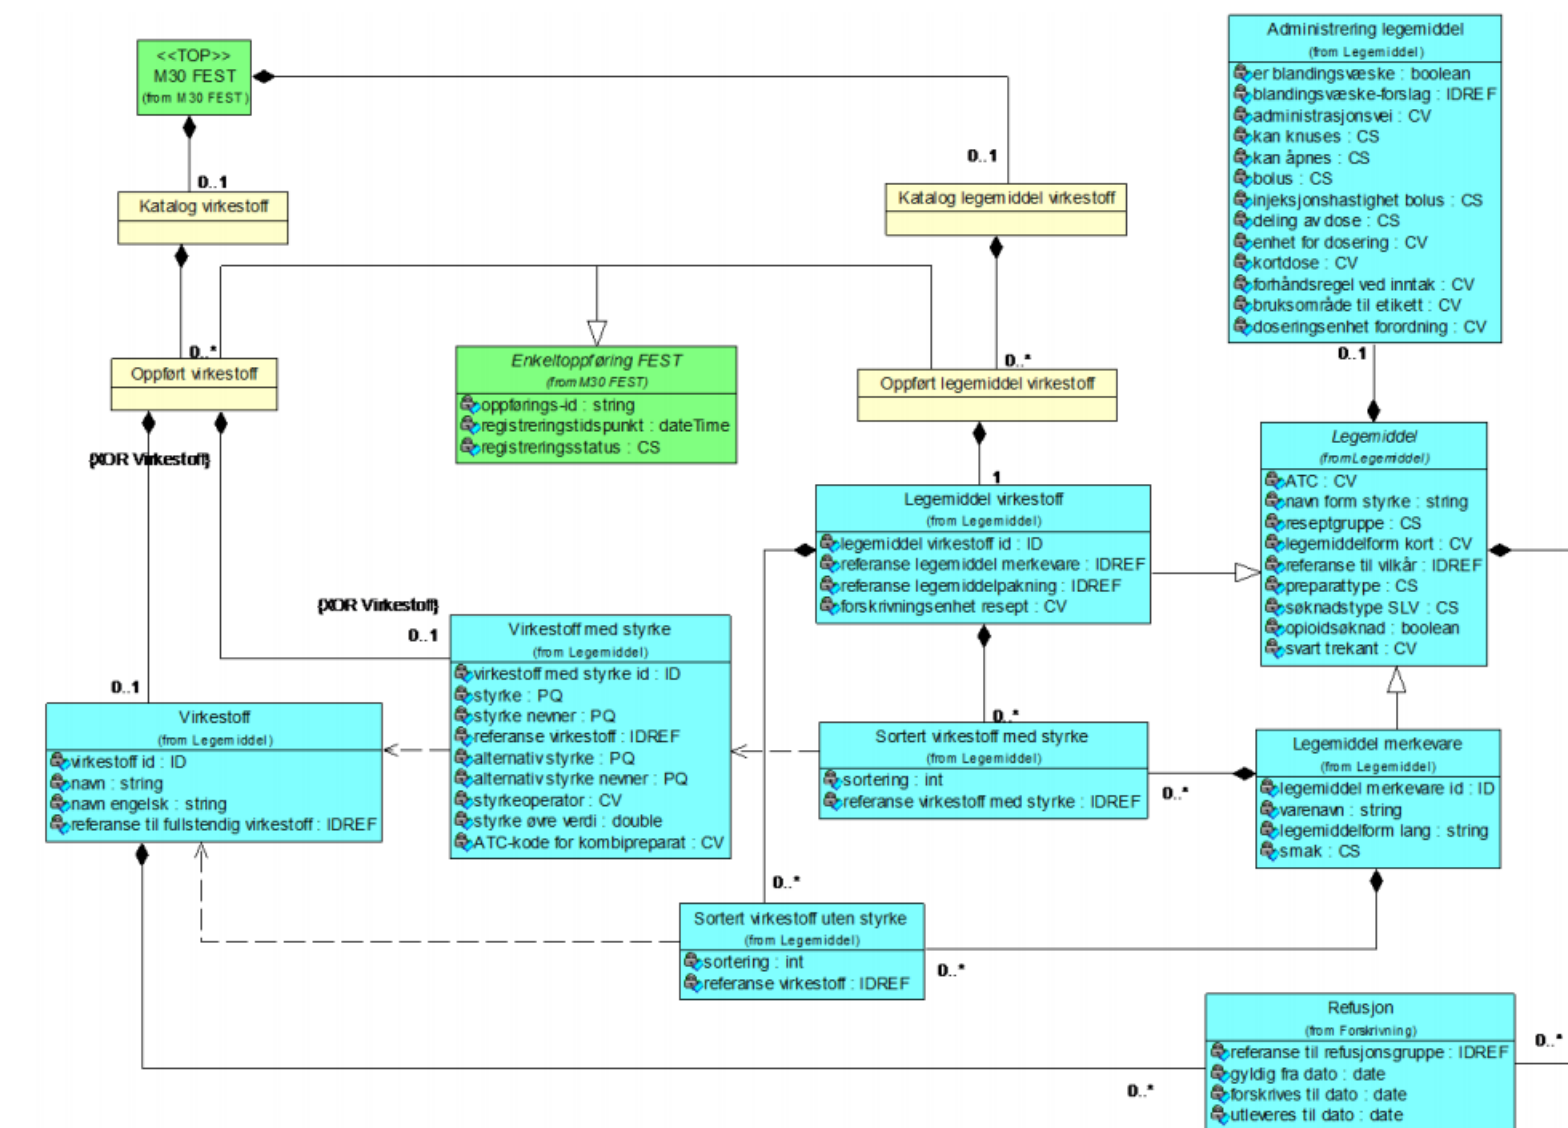 <<TOP>>
M30 FEST
(from M30 FEST)
0..1
0..1
Katalog virkestoff
Katalog legemiddel virkestoff
Administrering legemiddel
(from Legemiddel)
er blandingsvæske : boolean
blandingsvæske-forslag : IDREF
administrasjonsvei : CV
kan knuses : CS
kan åpnes : CS
bolus : CS
injeksjonshastighet bolus : CS
deling av dose : CS
enhet for dosering : CV
kortdose : CV
forhåndsregel ved inntak : CV
bruksområde til etikett : CV
doseringsenhet forordning : CV
0..1
0..*
Oppført virkestoff
Enkeltoppføring FEST
(from M30 FEST)
oppførings-id : string
registreringstidspunkt : dateTime
registreringsstatus : CS
0..*
Oppført legemiddel virkestoff
{XOR Virkestoff}
1
Legemiddel virkestoff
(from Legemiddel)
legemiddel virkestoff id : ID
referanse legemiddel merkevare : IDREF
referanse legemiddelpakning : IDREF
forskrivningsenhet resept : CV
Legemiddel
(from Legemiddel)
ATC : CV
navn form styrke : string
reseptgruppe : CS
legemiddelform kort : CV
referanse til vilkår : IDREF
preparattype : CS
søknadstype SLV : CS
opioidsøknad : boolean
svart trekant : CV
{XOR Virkestoff}
0..1
Virkestoff med styrke
(from Legemiddel)
virkestoff med styrke id : ID
styrke : PQ
styrke nevner : PQ
referanse virkestoff : IDREF
alternativ styrke : PQ
alternativ styrke nevner : PQ
styrkeoperator : CV
styrke øvre verdi : double
ATC-kode for kombipreparat : CV
0..1
Virkestoff
(from Legemiddel)
virkestoff id : ID
navn : string
navn engelsk : string
referanse til fullstendig virkestoff : IDREF
0..*
Sortert virkestoff med styrke
(from Legemiddel)
sortering : int
referanse virkestoff med styrke : IDREF
0..*
Legemiddel merkevare
(from Legemiddel)
legemiddel merkevare id : ID
varenavn : string
legemiddelform lang : string
smak : CS
0..*
Sortert virkestoff uten styrke
(from Legemiddel)
sortering : int
referanse virkestoff : IDREF
0..*
Refusjon
(from Forskrivning)
referanse til refusjonsgruppe : IDREF
gyldig fra dato : date
forskrives til dato : date
utleveres til dato : date
0..*
0..*